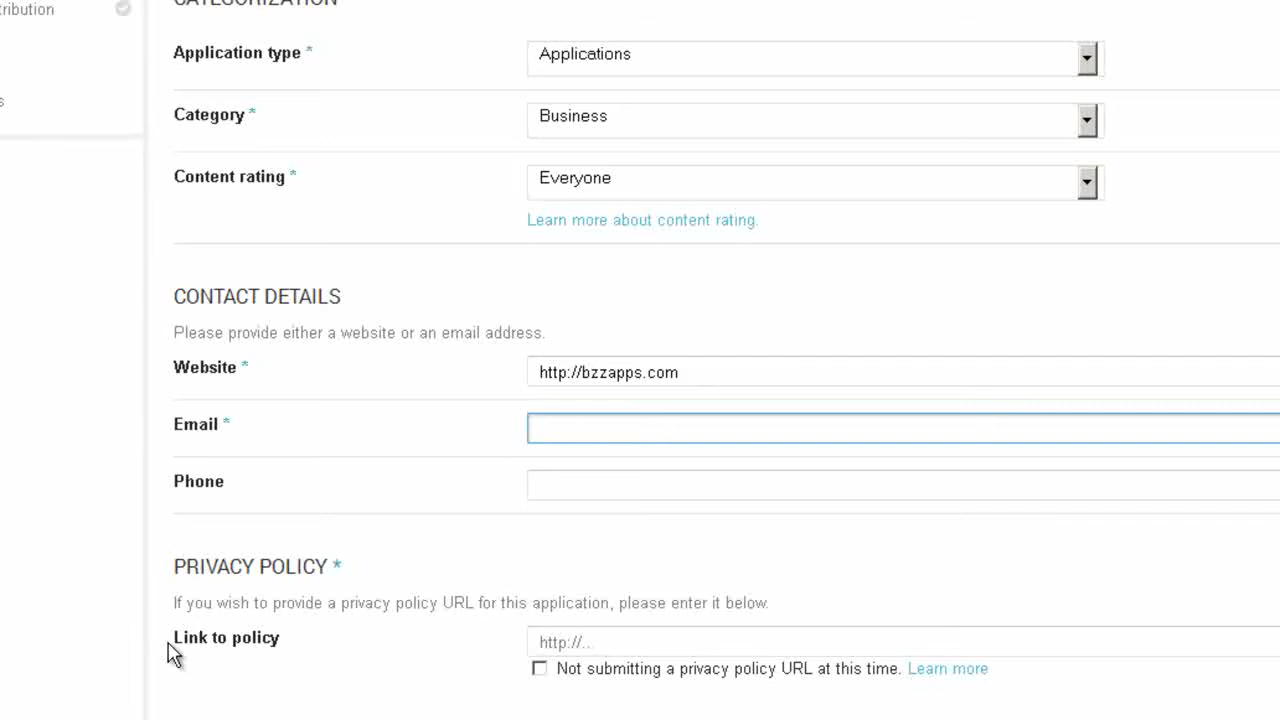 CATEGORIZATION
Application type *
Applications
Category *
Business
Content rating *
Everyone
Learn more about content rating.
CONTACT DETAILS
Please provide either a website or an email address.
Website *
http://bzzapps.com
Email *
Phone
PRIVACY POLICY *
If you wish to provide a privacy policy URL for this application, please enter it below.
Link to policy
http://...
Not submitting a privacy policy URL at this time. Learn more